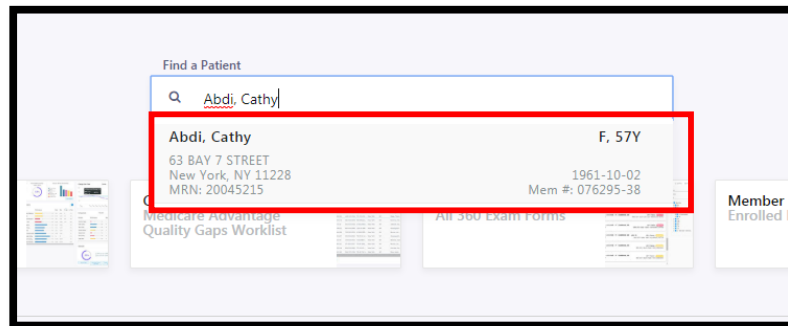 Find a Patient
Abdi, Cathy
Abdi, Cathy F, 57Y
63 BAY 7 STREET
New York, NY 11228 1961-10-02
MRN: 20045215 Mem #: 076295-38
Medicare Advantage
Quality Gaps Worklist
All 360 Exam Forms
Member
Enrolled